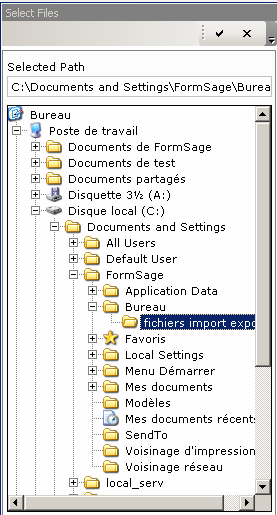 Select Files
Selected Path
C:\Documents and Settings\FormSage\Burea
Bureau
Poste de travail
Documents de FormSage
Documents de test
Documents partagés
Disquette 3½ (A:)
Disque local (C:)
Documents and Settings
All Users
Default User
FormSage
Application Data
Bureau
fichiers import expo
Favoris
Local Settings
Menu Démarrer
Mes documents
Modèles
Mes documents récents
SendTo
Voisinage d'impression
Voisinage réseau
local_serv